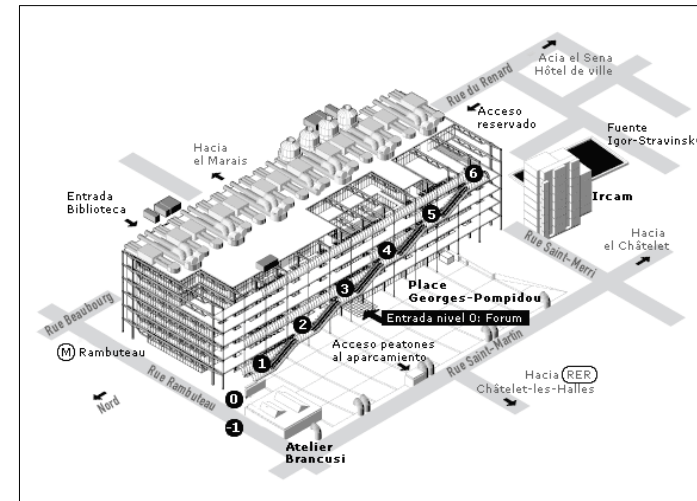 Acia el Sena
Hôtel de ville
Rue du Renard
Acceso
reservado
Fuente
Igor-Stravinsk
Hacia
el Marais
Entrada
Biblioteca
6
5
4
3
2
1
0
-1
Ircam
Hacia
el Châtelet
Rue Saint-Merri
Place
Georges-Pompidou
Entrada nivel 0: Forum
Rue Beaubourg
M Rambuteau
Rue Rambuteau
Nord
Acceso peatones
al aparcamiento
Rue Saint-Martin
Hacia RER
Châtelet-les-Halles
Atelier
Brancusi